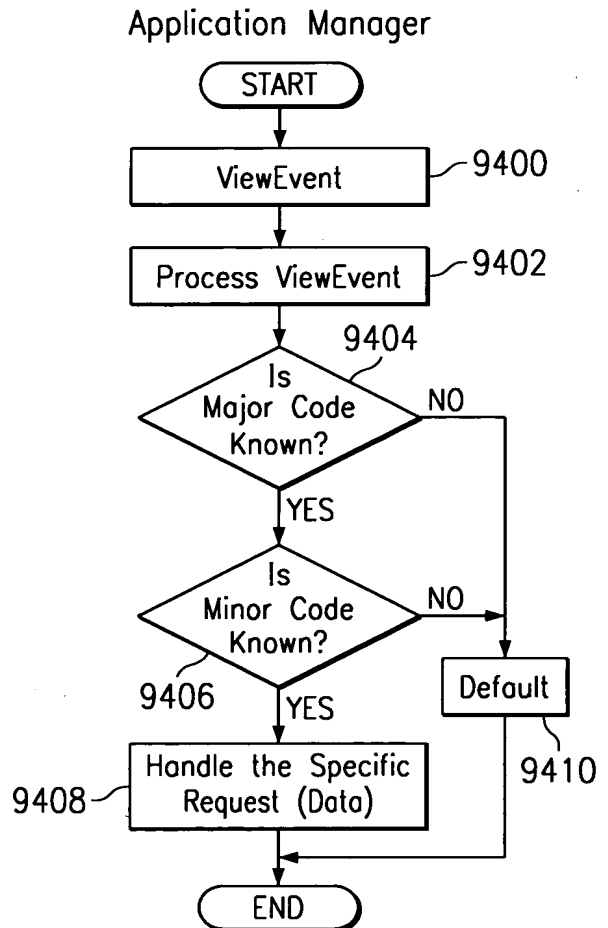 Application Manager
START
ViewEvent
9400
Process ViewEvent
9402
9404
Is
Major Code
Known?
NO
YES
Is
Minor Code
Known?
NO
9406
YES
Default
9410
Handle the Specific
Request (Data)
9408
END